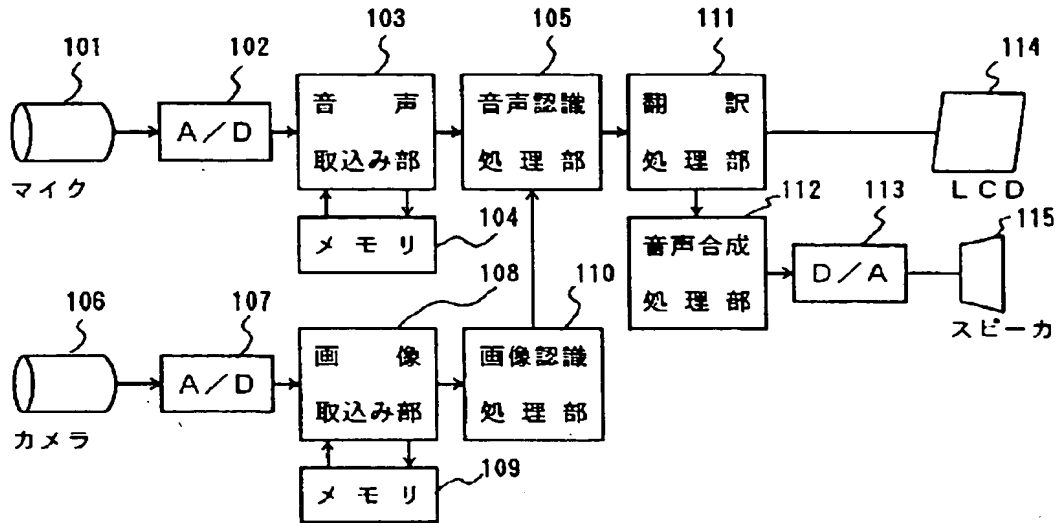 101
102
103
105
111
114
A/D
音声
取込み部
音声認識
処理部
翻訳
処理部
マイク
LCD
メモリ
104
112
113
115
音声合成
処理部
D/A
スピーカ
106
107
108
110
A/D
画像
取込み部
画像認識
処理部
カメラ
メモリ
109